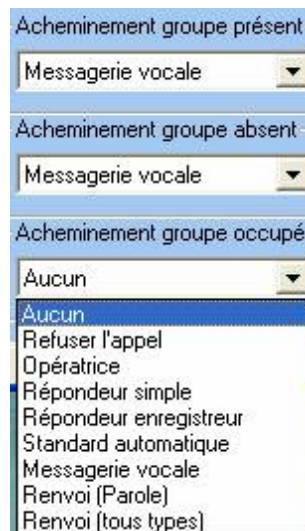 Acheminement groupe présent
Messagerie vocale
Acheminement groupe absent
Messagerie vocale
Acheminement groupe occupé
Aucun
Aucun
Refuser l'appel
Opératrice
Répondeur simple
Répondeur enregistreur
Standard automatique
Messagerie vocale
Renvoi (Parole)
Renvoi (tous types)